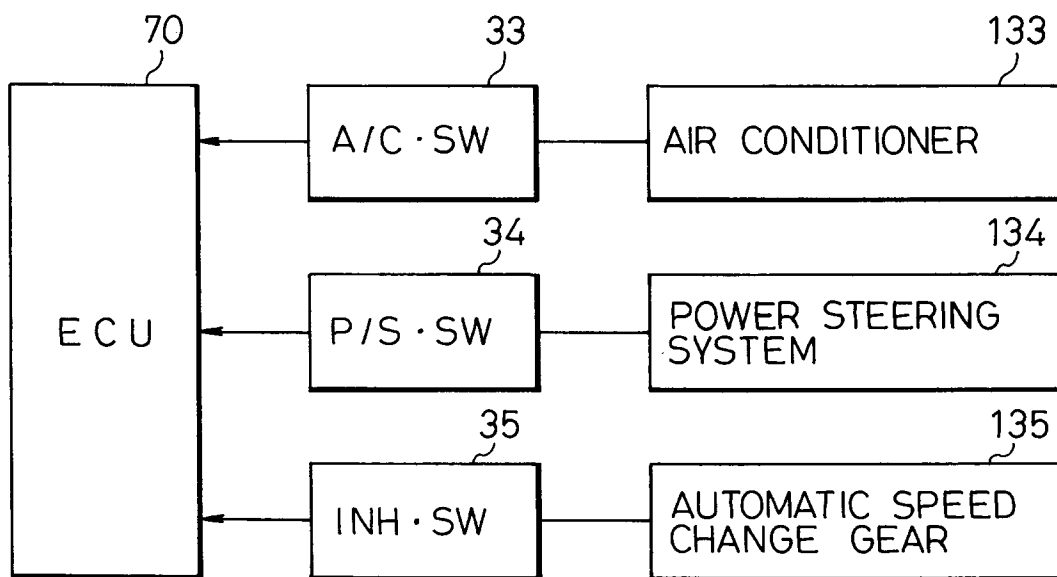 70
33
133
A/C・SW
AIR CONDITIONER
34
134
ECU
P/S・SW
POWER STEERING
SYSTEM
35
135
INH・SW
AUTOMATIC SPEED
CHANGE GEAR